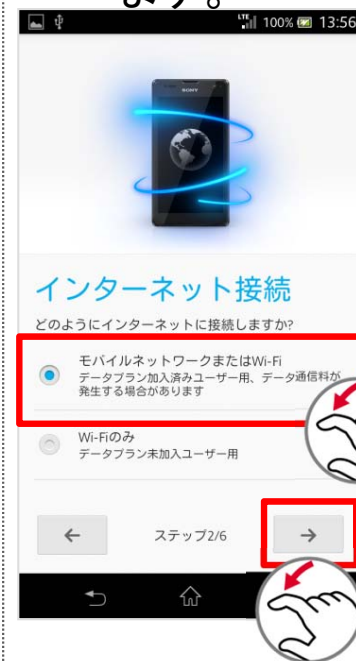 ます。
LTE 100% 13:56
SONY
インターネット接続
どのようにインターネットに接続しますか?
モバイルネットワークまたはWi-Fi
データプラン加入済みユーザー用、データ通信料が
発生する場合があります
Wi-Fiのみ
データプラン未加入ユーザー用
ステップ2/6